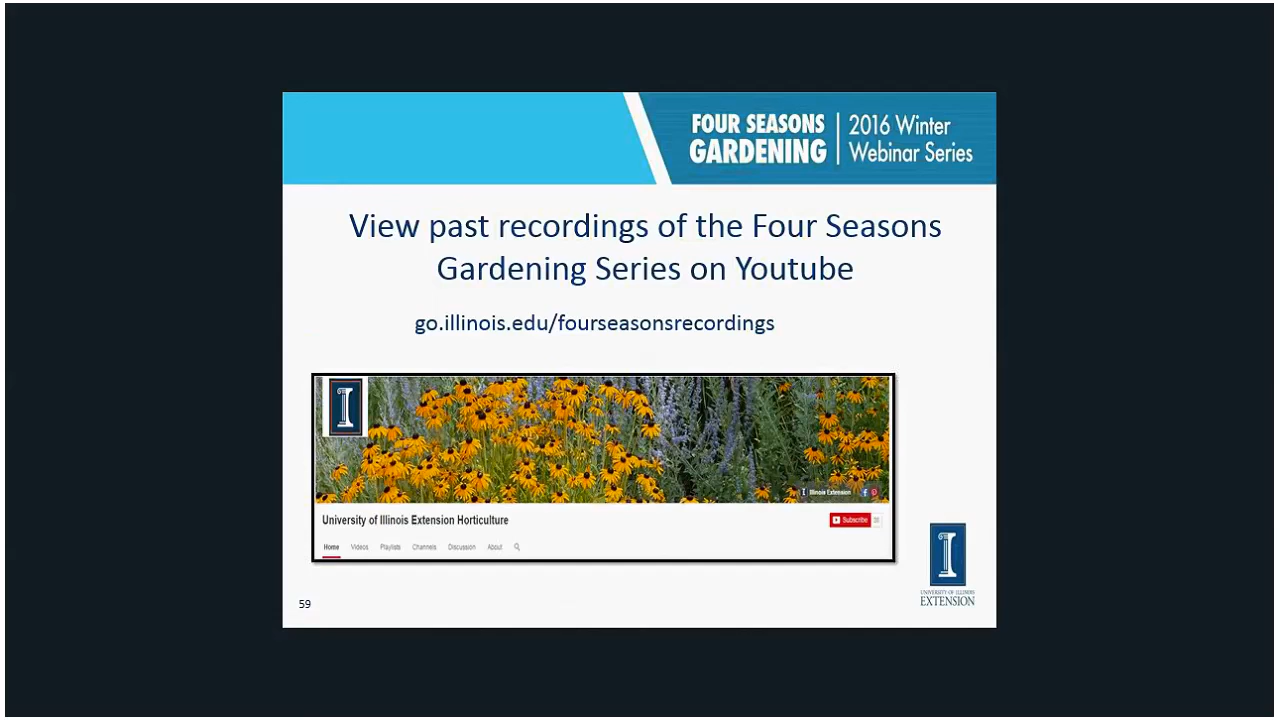 FOUR SEASONS
GARDENING
2016 Winter
Webinar Series
View past recordings of the Four Seasons
Gardening Series on Youtube
go.illinois.edu/fourseasonsrecordings
I
I Illinois Extension
University of Illinois Extension Horticulture
Subscribe
Home Videos Playlists Channels Discussion About
I
UNIVERSITY OF ILLINOIS
EXTENSION
59